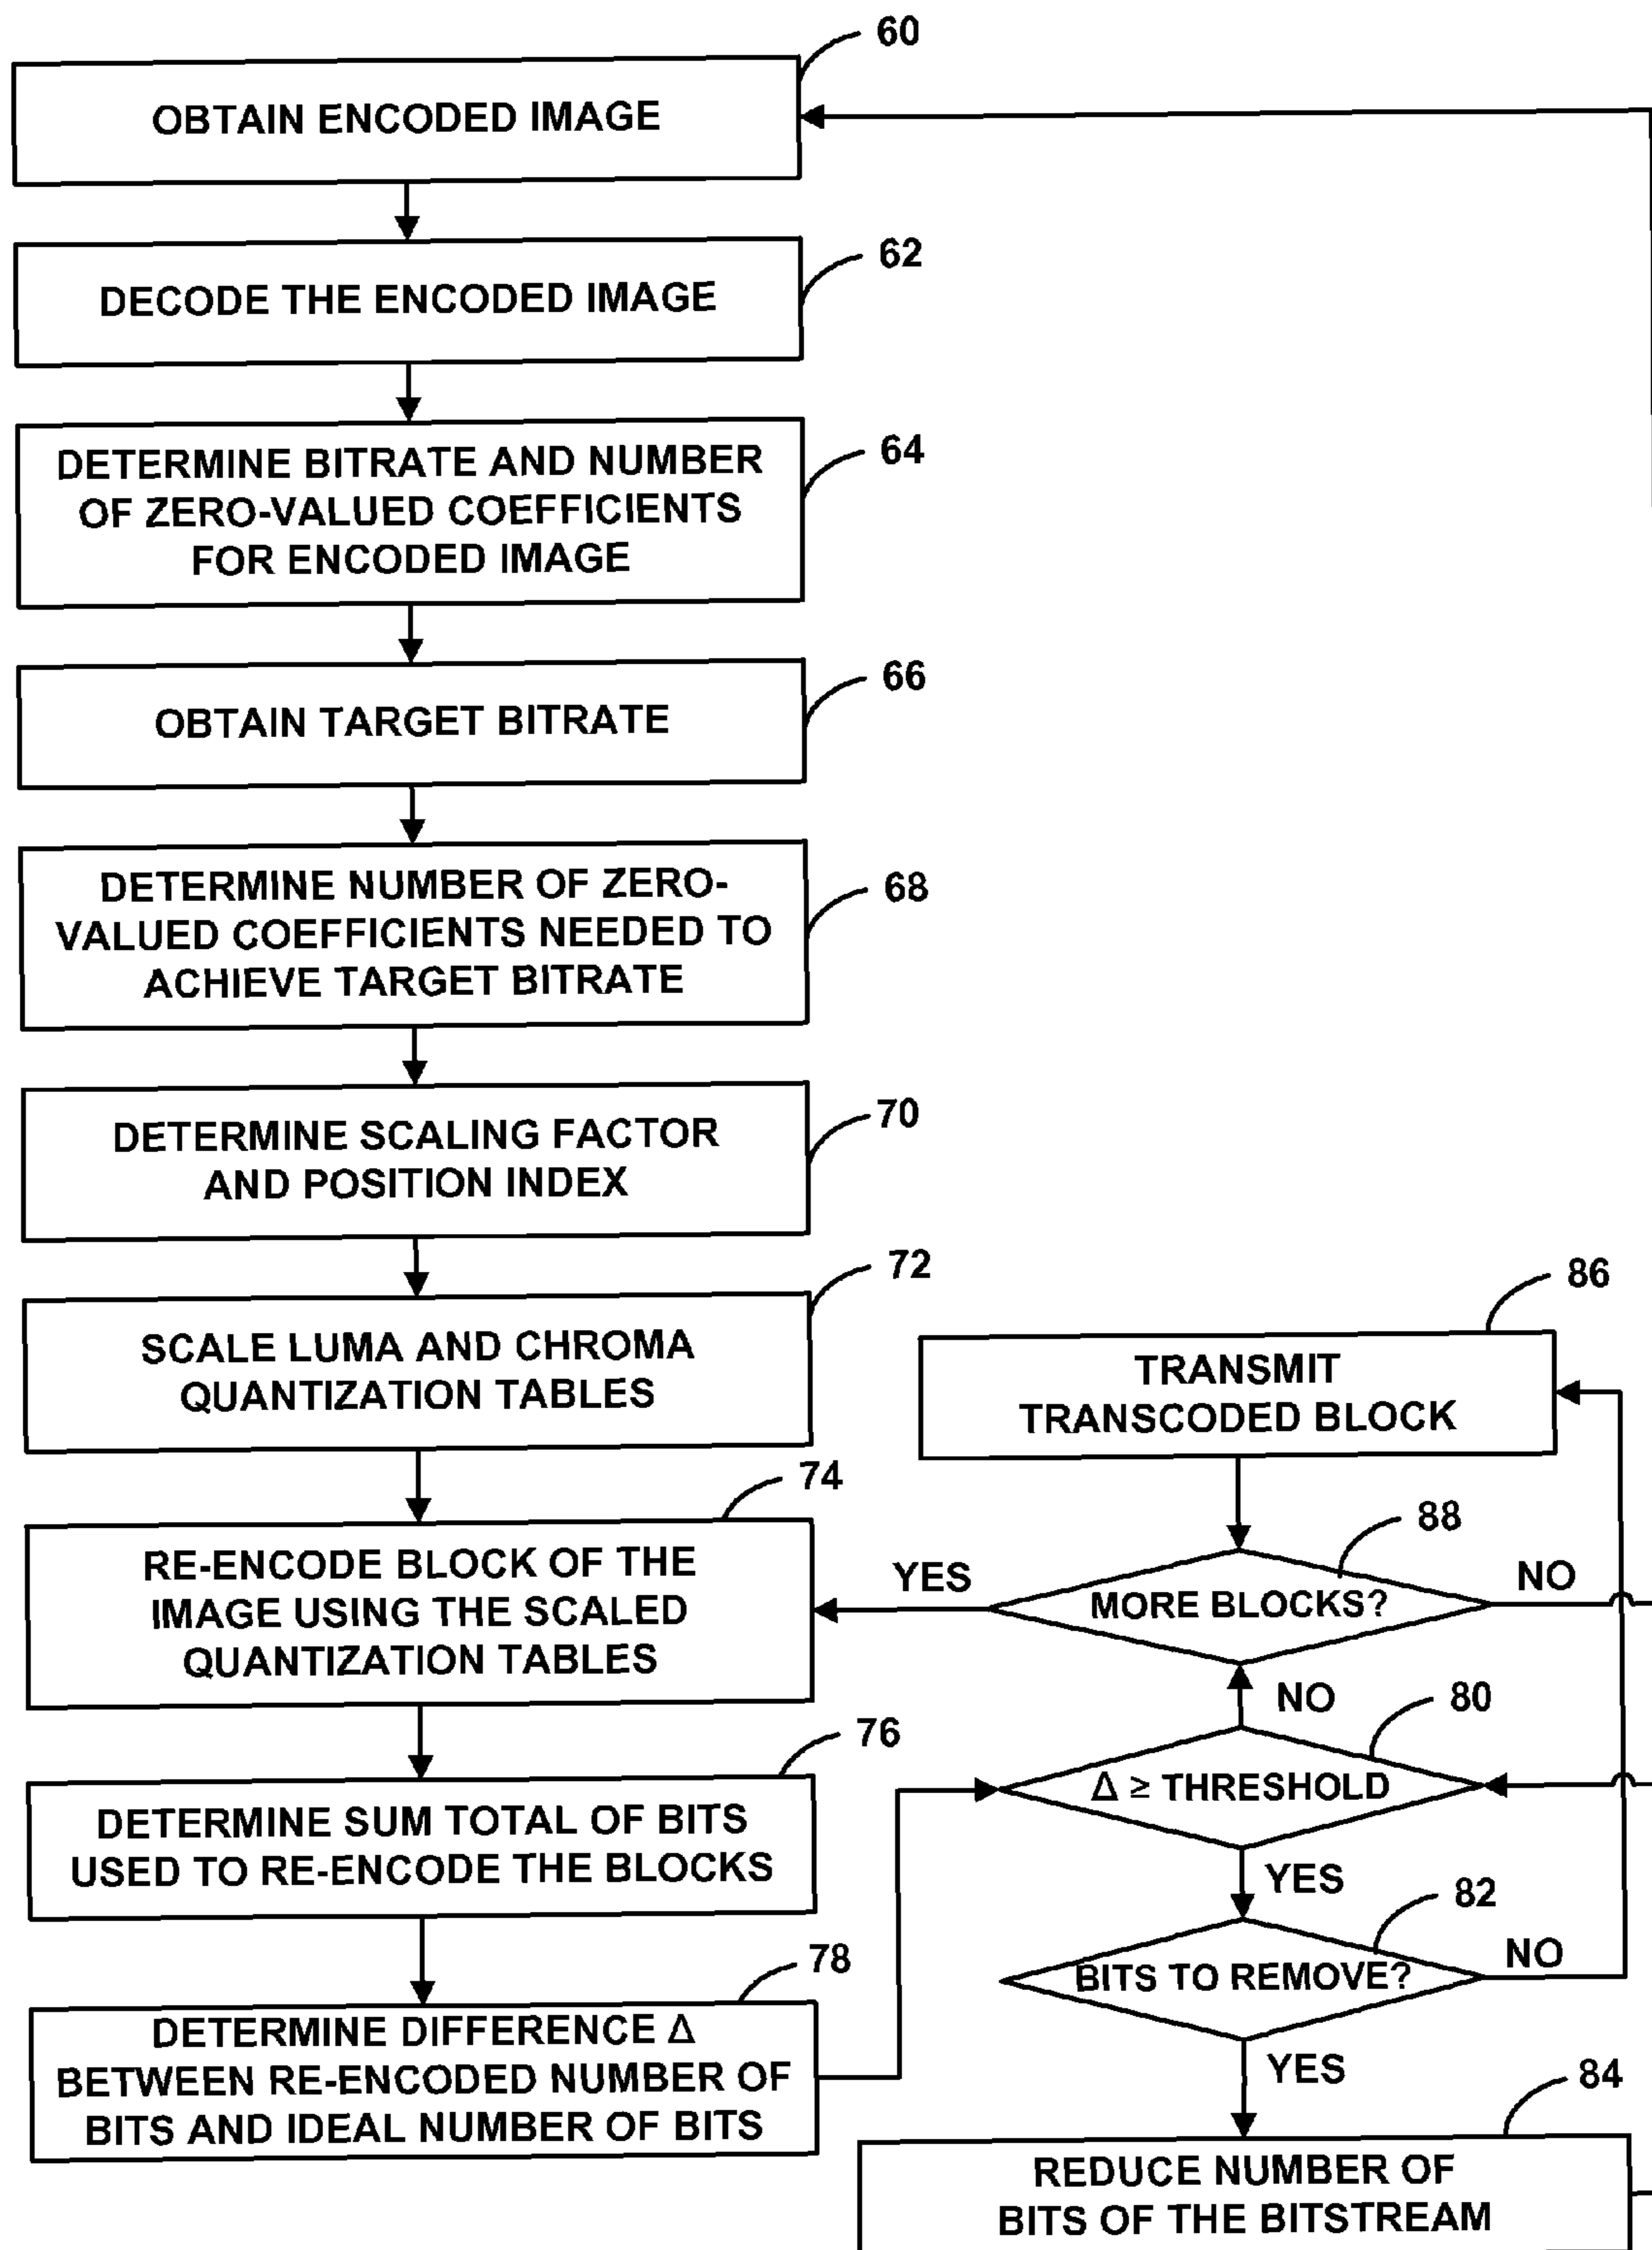 60
OBTAIN ENCODED IMAGE
62
DECODE THE ENCODED IMAGE
64
DETERMINE BITRATE AND NUMBER
OF ZERO-VALUED COEFFICIENTS
FOR ENCODED IMAGE
66
OBTAIN TARGET BITRATE
68
DETERMINE NUMBER OF ZERO-
VALUED COEFFICIENTS NEEDED TO
ACHIEVE TARGET BITRATE
70
DETERMINE SCALING FACTOR
AND POSITION INDEX
72
SCALE LUMA AND CHROMA
QUANTIZATION TABLES
74
RE-ENCODE BLOCK OF THE
IMAGE USING THE SCALED
QUANTIZATION TABLES
76
DETERMINE SUM TOTAL OF BITS
USED TO RE-ENCODE THE BLOCKS
78
DETERMINE DIFFERENCE Δ
BETWEEN RE-ENCODED NUMBER OF
BITS AND IDEAL NUMBER OF BITS
86
TRANSMIT
TRANSCODED BLOCK
88
YES
MORE BLOCKS?
NO
NO
80
Δ ≥ THRESHOLD
YES
82
BITS TO REMOVE?
NO
YES
84
REDUCE NUMBER OF
BITS OF THE BITSTREAM